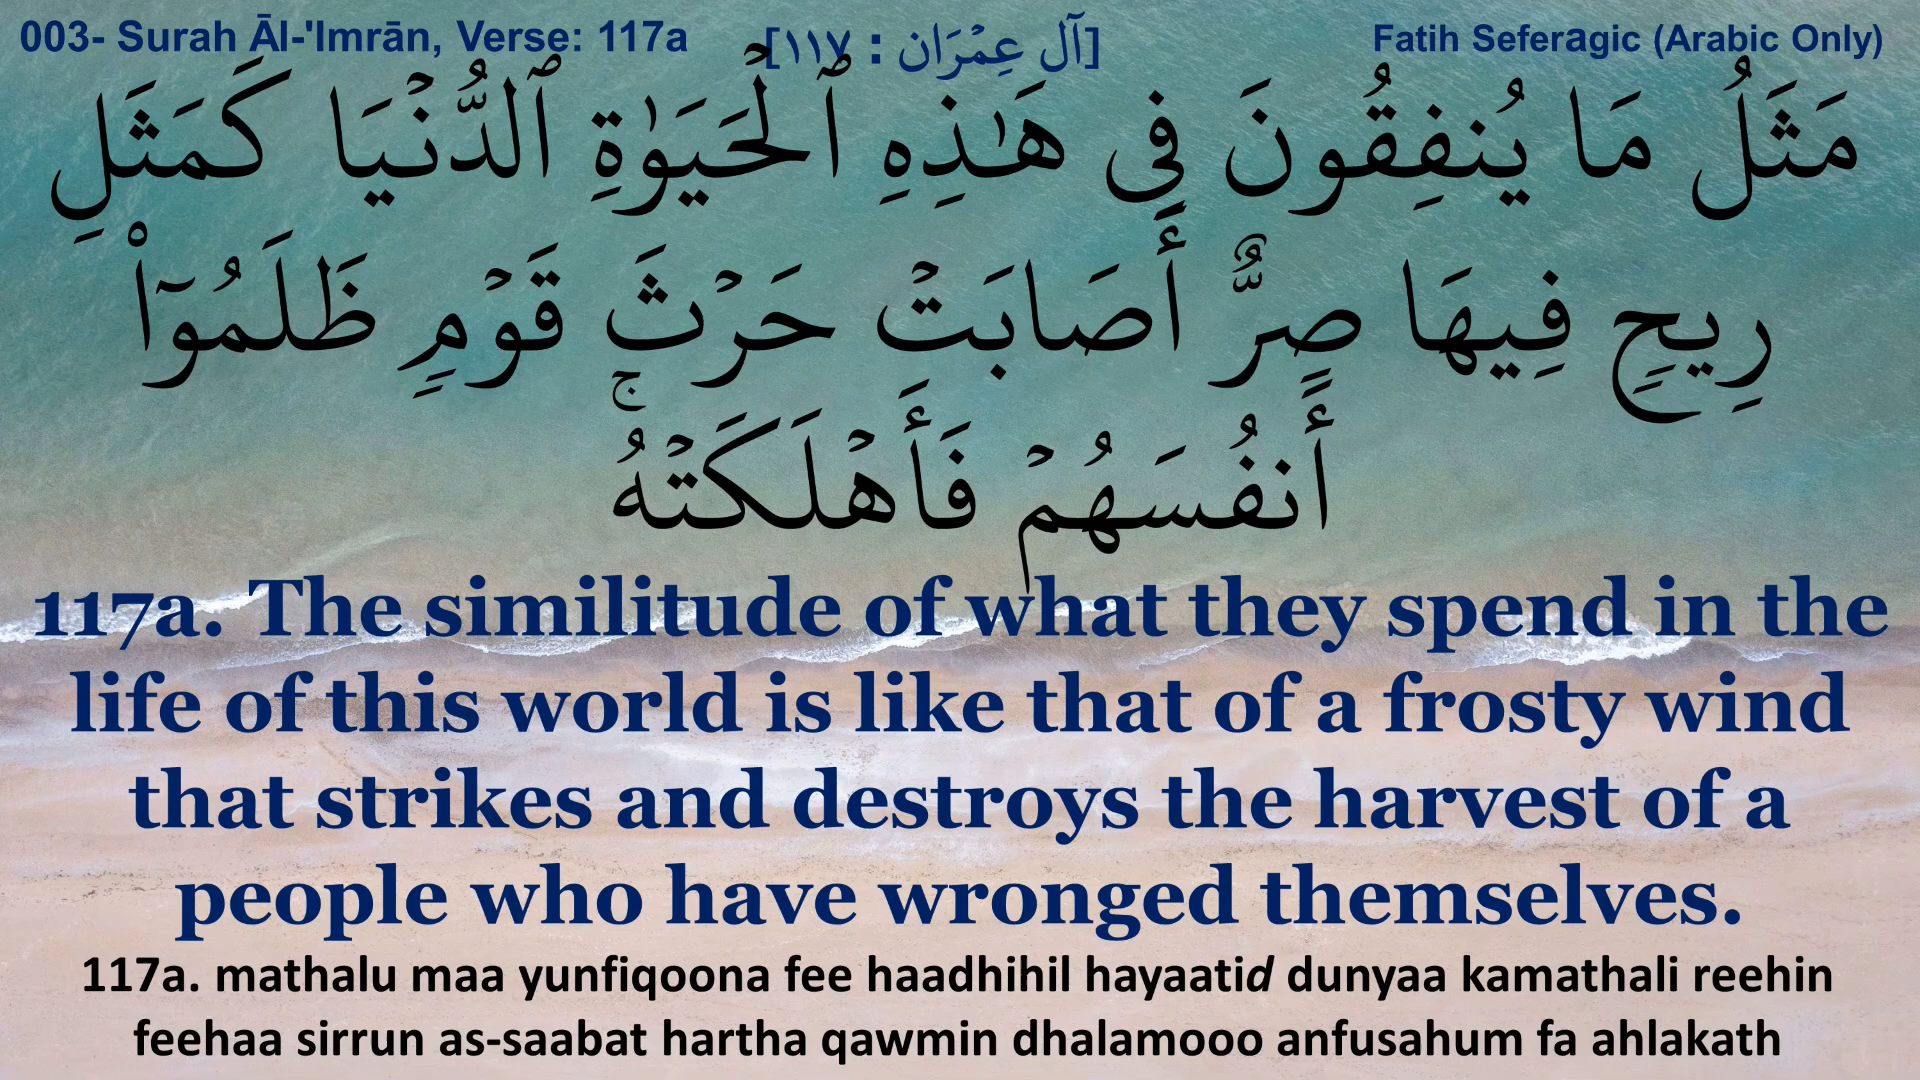 003- Surah Āl-'Imrān, Verse: 117a [آل عِمْرَان : ١١٧] Fatih Seferagic (Arabic Only)
مَثَلُ مَا يُنفِقُونَ فِى هَـٰذِهِ ٱلْحَيَوٰةِ ٱلدُّنْيَا كَمَثَلِ
رِيحٍ فِيهَا صِرٌّ أَصَابَتْ حَرْثَ قَوْمٍ ظَلَمُوٓا۟
أَنفُسَهُمْ فَأَهْلَكَتْهُ ۚ
117a. The similitude of what they spend in the
life of this world is like that of a frosty wind
that strikes and destroys the harvest of a
people who have wronged themselves.
117a. mathalu maa yunfiqoona fee haadhihil hayaatid dunyaa kamathali reehin
feehaa sirrun as-saabat hartha qawmin dhalamooo anfusahum fa ahlakath